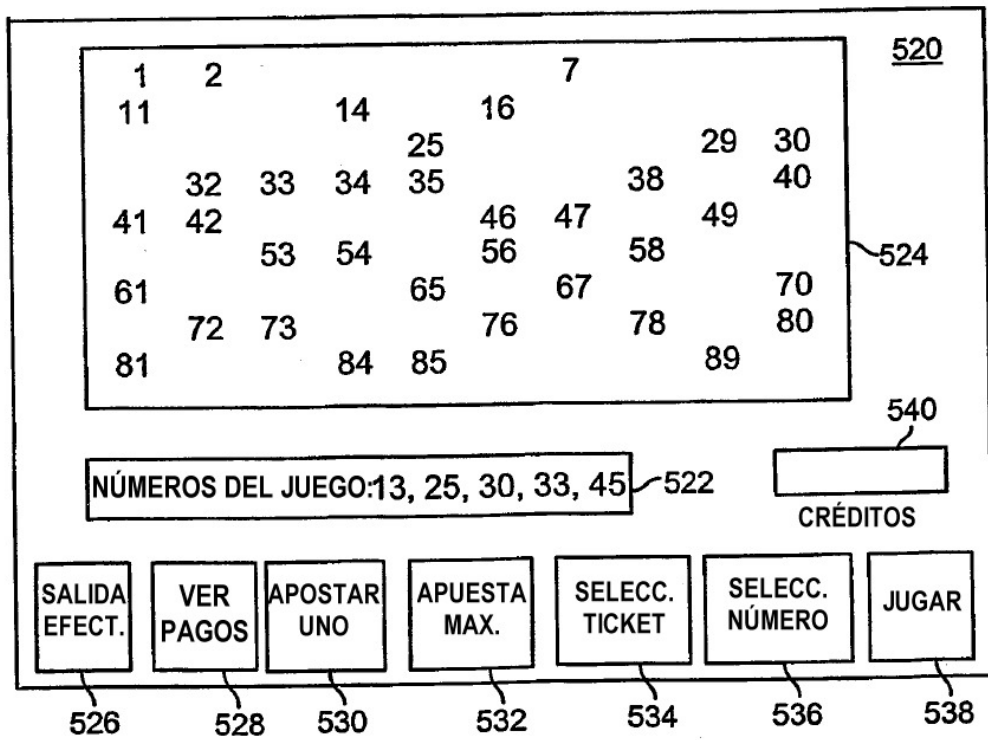 520
1 2 7
11 14 16
25 29 30
32 33 34 35 38 40
41 42 46 47 49
53 54 56 58
524
61 65 67 70
72 73 76 78 80
81 84 85 89
540
NÚMEROS DEL JUEGO:13, 25, 30, 33, 45
522
CRÉDITOS
SALIDA
EFECT.
VER
PAGOS
APOSTAR
UNO
APUESTA
MAX.
SELECC.
TICKET
SELECC.
NÚMERO
JUGAR
526 528 530 532 534 536 538